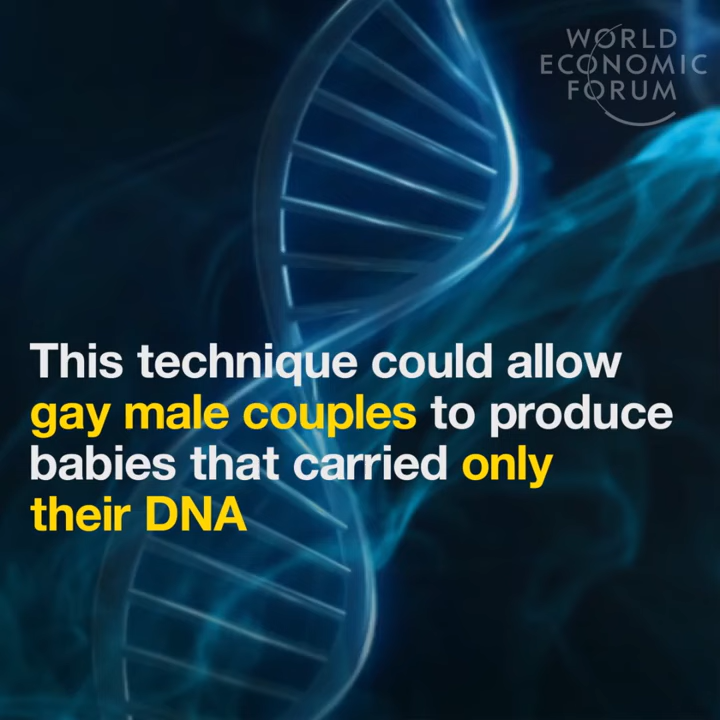 WORLD
ECONOMIC
FORUM
This technique could allow
gay male couples to produce
babies that carried only
their DNA